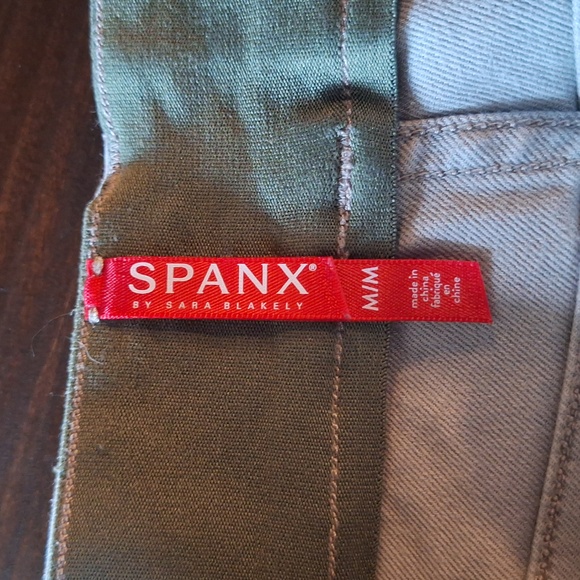 SPANX®
BY SARA BLAKELY
M/M
made in
china
fabriqué
en
chine